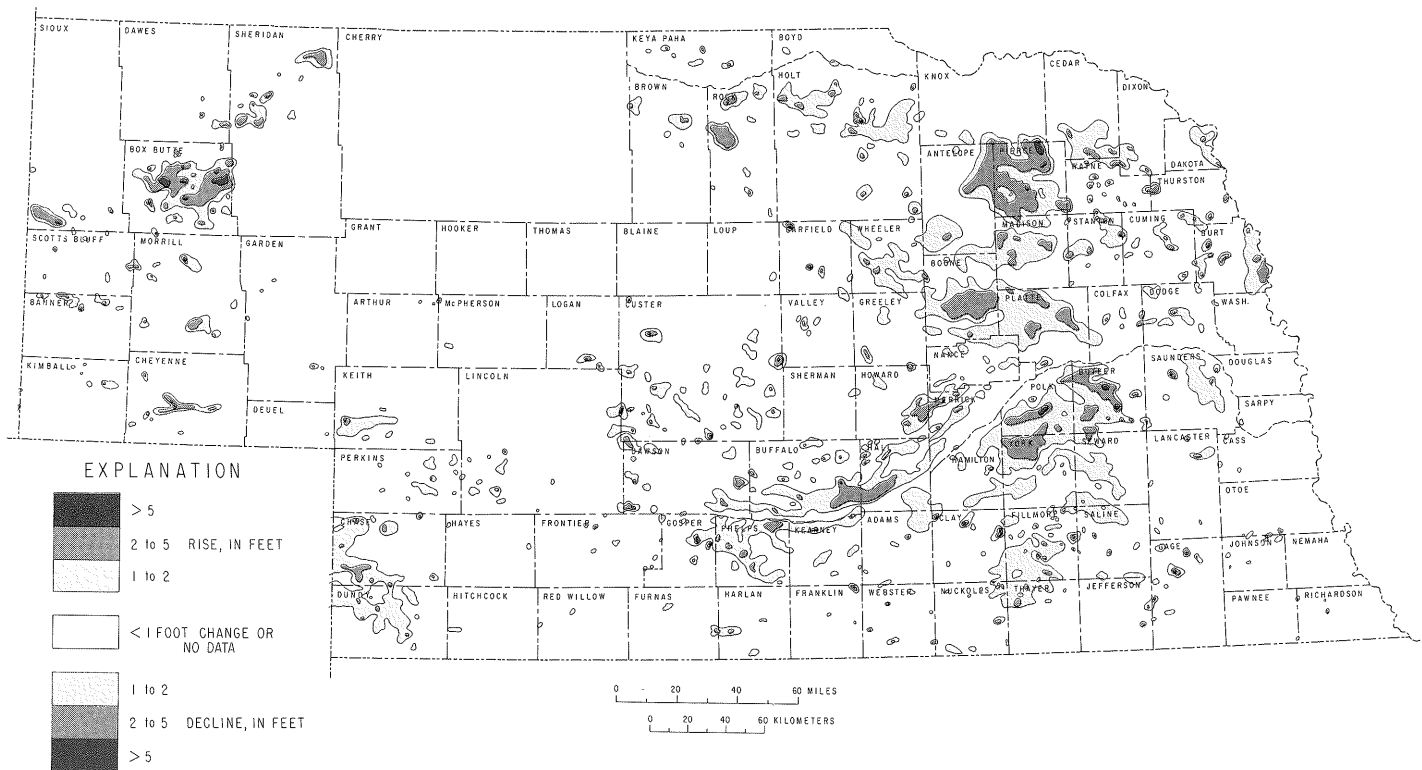 SIOUX
DAWES
SHERIDAN
CHERRY
KEYA PAHA
BOYD
KNOX
CEDAR
DIXON
BROWN
ROCK
HOLT
BOX BUTTE
ANTELOPE
PIERCE
WAYNE
DAKOTA
THURSTON
SCOTTS BLUFF
MORRILL
GARDEN
GRANT
HOOKER
THOMAS
BLAINE
LOUP
GARFIELD
WHEELER
MADISON
STANTON
CUMING
BURT
BOONE
BANNER
ARTHUR
McPHERSON
LOGAN
CUSTER
VALLEY
GREELEY
PLATTE
COLFAX
DODGE
WASH.
KIMBALL
CHEYENNE
KEITH
LINCOLN
SHERMAN
HOWARD
NANCE
MERRICK
POLK
BUTLER
SAUNDERS
DOUGLAS
SARPY
DEUEL
PERKINS
DAWSON
BUFFALO
HALL
HAMILTON
YORK
SEWARD
LANCASTER
CASS
OTOE
CHASE
HAYES
FRONTIER
GOSPER
PHELPS
KEARNEY
ADAMS
CLAY
FILLMORE
SALINE
GAGE
JOHNSON
NEMAHA
DUNDY
HITCHCOCK
RED WILLOW
FURNAS
HARLAN
FRANKLIN
WEBSTER
NUCKOLLS
THAYER
JEFFERSON
PAWNEE
RICHARDSON
EXPLANATION
> 5
2 to 5 RISE, IN FEET
1 to 2
< 1 FOOT CHANGE OR
NO DATA
1 to 2
2 to 5 DECLINE, IN FEET
> 5
0 20 40 60 MILES
0 20 40 60 KILOMETERS